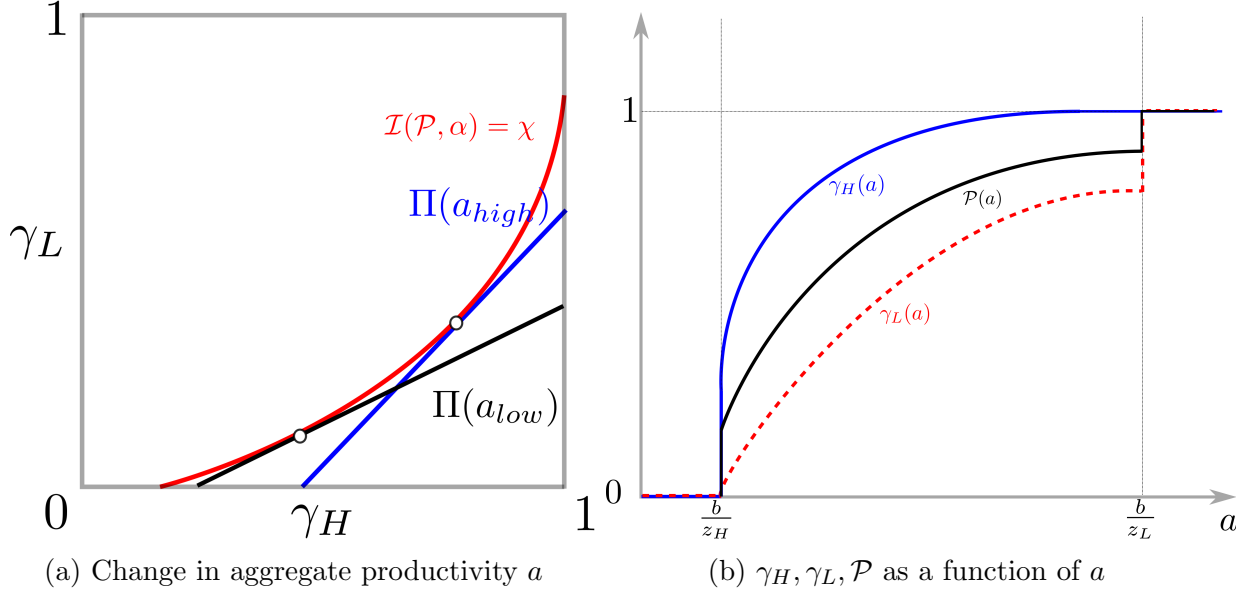 1
γ_L
I(P, α) = χ
Π(a_high)
Π(a_low)
0
γ_H
1
(a) Change in aggregate productivity a
1
γ_H(a)
P(a)
γ_L(a)
0
b/z_H
b/z_L
a
(b) γ_H, γ_L, P as a function of a